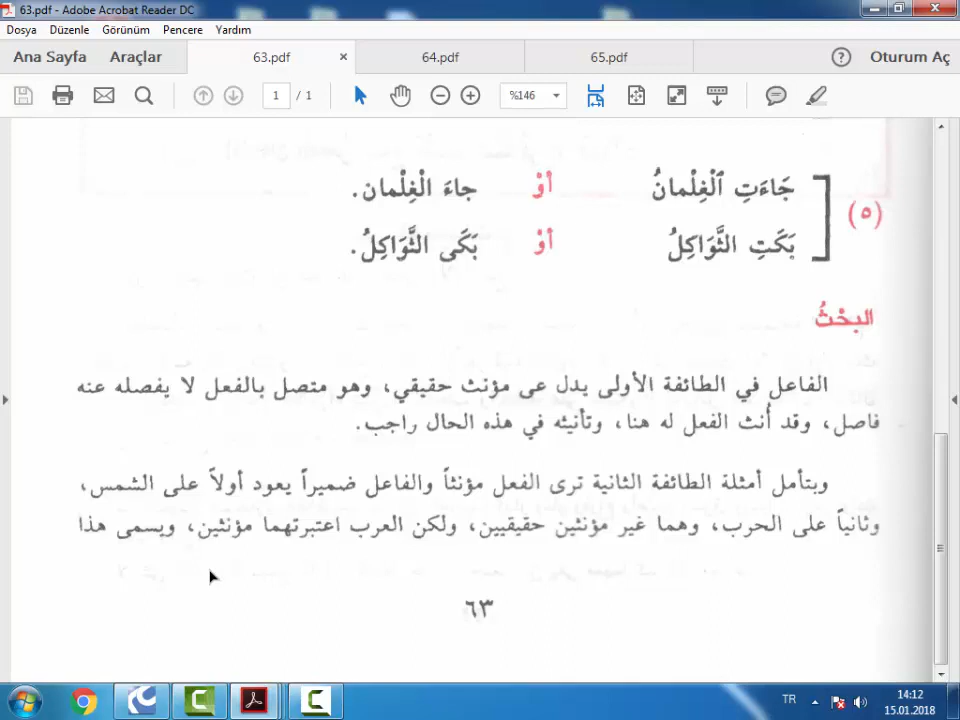 63.pdf - Adobe Acrobat Reader DC
Dosya Düzenle Görünüm Pencere Yardım
Ana Sayfa Araçlar 63.pdf × 64.pdf 65.pdf ? Oturum Aç
1 / 1 %146
(٥)
جَاءَتِ ٱلْغِلْمانُ أوْ جاءَ الْغِلْمان.
بَكَتِ الثَّوَاكِلُ أوْ بَكَى الثَّوَاكِلُ.
البحْثُ
الفاعل في الطائفة الأولى يدل عى مؤنث حقيقي، وهو متصل بالفعل لا يفصله عنه
فاصل، وقد أُنث الفعل له هنا، وتأنيثه في هذه الحال راجب.
وبتأمل أمثلة الطائفة الثانية ترى الفعل مؤنثاً والفاعل ضميراً يعود أولاً على الشمس،
وثانياً على الحرب، وهما غير مؤنثين حقيقيين، ولكن العرب اعتبرتهما مؤنثين، ويسمى هذا
٦٣
TR
14:12
15.01.2018